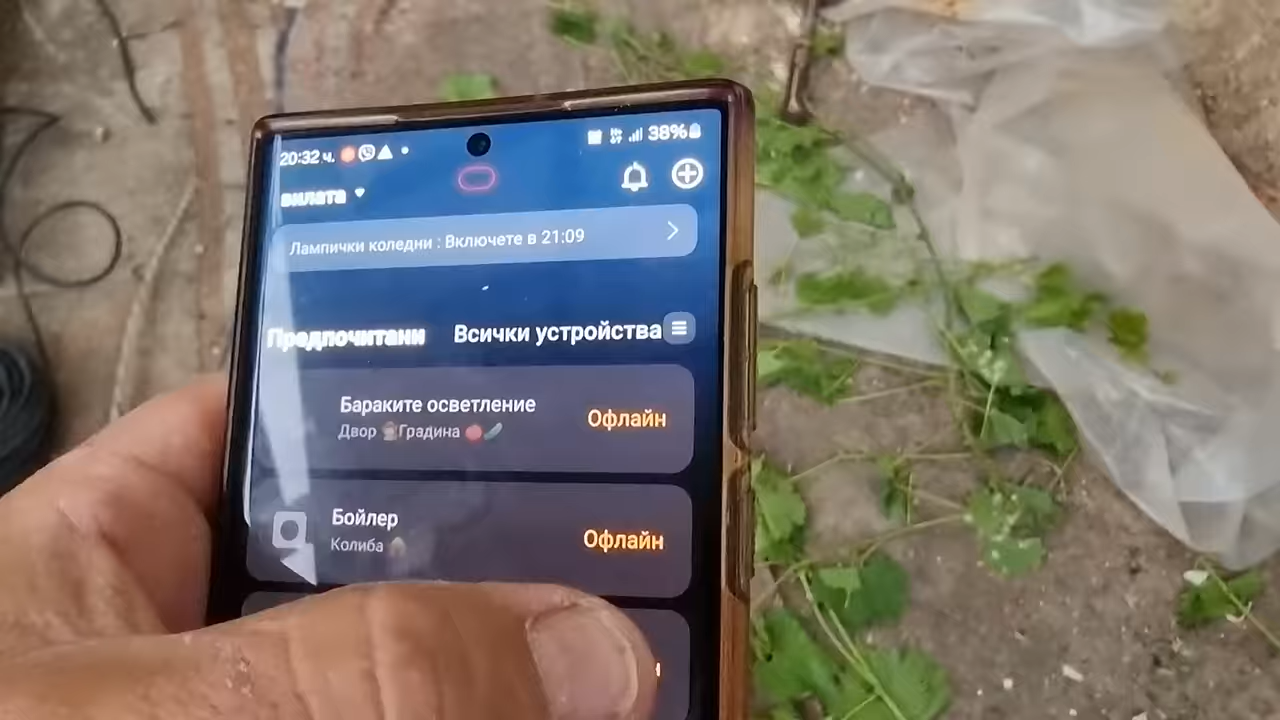 20:32 ч.
38%
вилата
Лампички коледни : Включете в 21:09
Предпочитани
Всички устройства
Бараките осветление
Двор Градина
Офлайн
Бойлер
Колиба
Офлайн